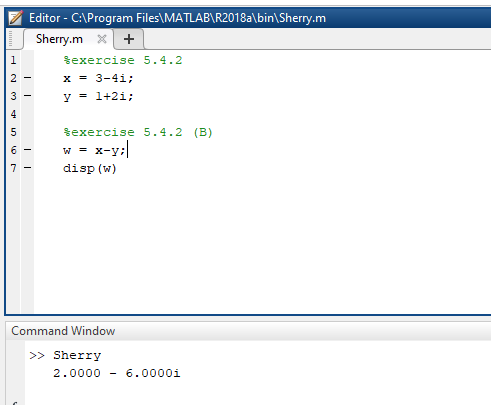 Editor - C:\Program Files\MATLAB\R2018a\bin\Sherry.m
Sherry.m × +
1 %exercise 5.4.2
2 - x = 3-4i;
3 - y = 1+2i;
4
5 %exercise 5.4.2 (B)
6 - w = x-y;
7 - disp(w)
Command Window
>> Sherry
2.0000 - 6.0000i